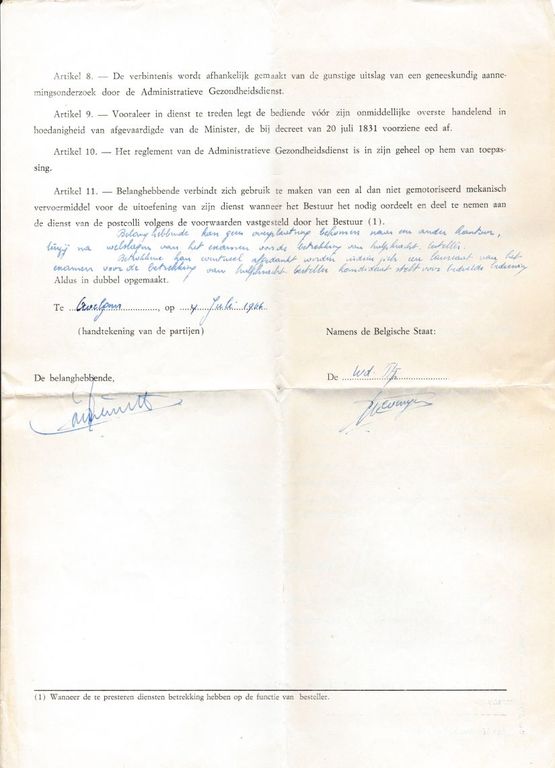 Artikel 8. — De verbintenis wordt afhankelijk gemaakt van de gunstige uitslag van een geneeskundig aanne-
mingsonderzoek door de Administratieve Gezondheidsdienst.
Artikel 9. — Vooraleer in dienst te treden legt de bediende vóór zijn onmiddellijke overste handelend in
hoedanigheid van afgevaardigde van de Minister, de bij decreet van 20 juli 1831 voorziene eed af.
Artikel 10. — Het reglement van de Administratieve Gezondheidsdienst is in zijn geheel op hem van toepas-
sing.
Artikel 11. — Belanghebbende verbindt zich gebruik te maken van een al dan niet gemotoriseerd mekanisch
vervoermiddel voor de uitoefening van zijn dienst wanneer het Bestuur het nodig oordeelt en deel te nemen aan
de dienst van de postcolli volgens de voorwaarden vastgesteld door het Bestuur (1).
Belanghebbende kan geen overplaatsing bekomen naar een ander kantoor,
tenzij na welslagen van het examen voor de betrekking van hulpkracht besteller.
Betrokkene kan eventueel afgedankt worden indien zich een laureaat van het
examen voor de betrekking van hulpkracht besteller kandidaat stelt voor bedoelde bediening
Aldus in dubbel opgemaakt.
Te , op 4 Juli 1966
(handtekening van de partijen)
Namens de Belgische Staat:
De belanghebbende,
De wd.
(1) Wanneer de te presteren diensten betrekking hebben op de functie van besteller.